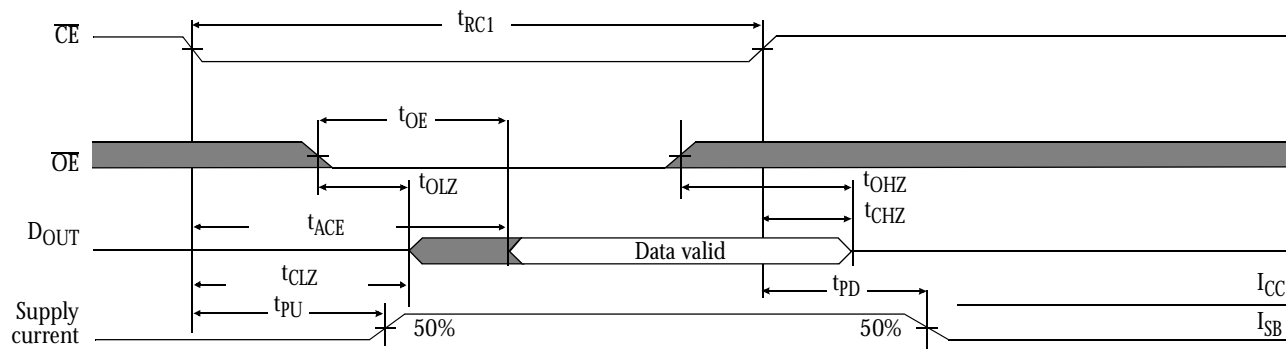 CE
tRC1
OE
tOE
tOLZ
tOHZ
tACE
tCHZ
DOUT
Data valid
tCLZ
tPD
ICC
Supply
current
tPU
50%
50%
ISB